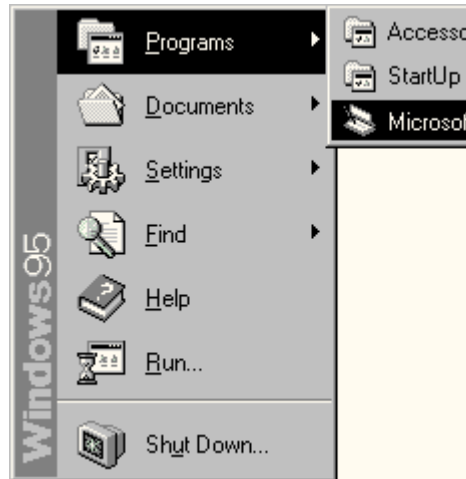 Programs
Documents
Settings
Find
Help
Run...
Shut Down...
Windows95
StartUp